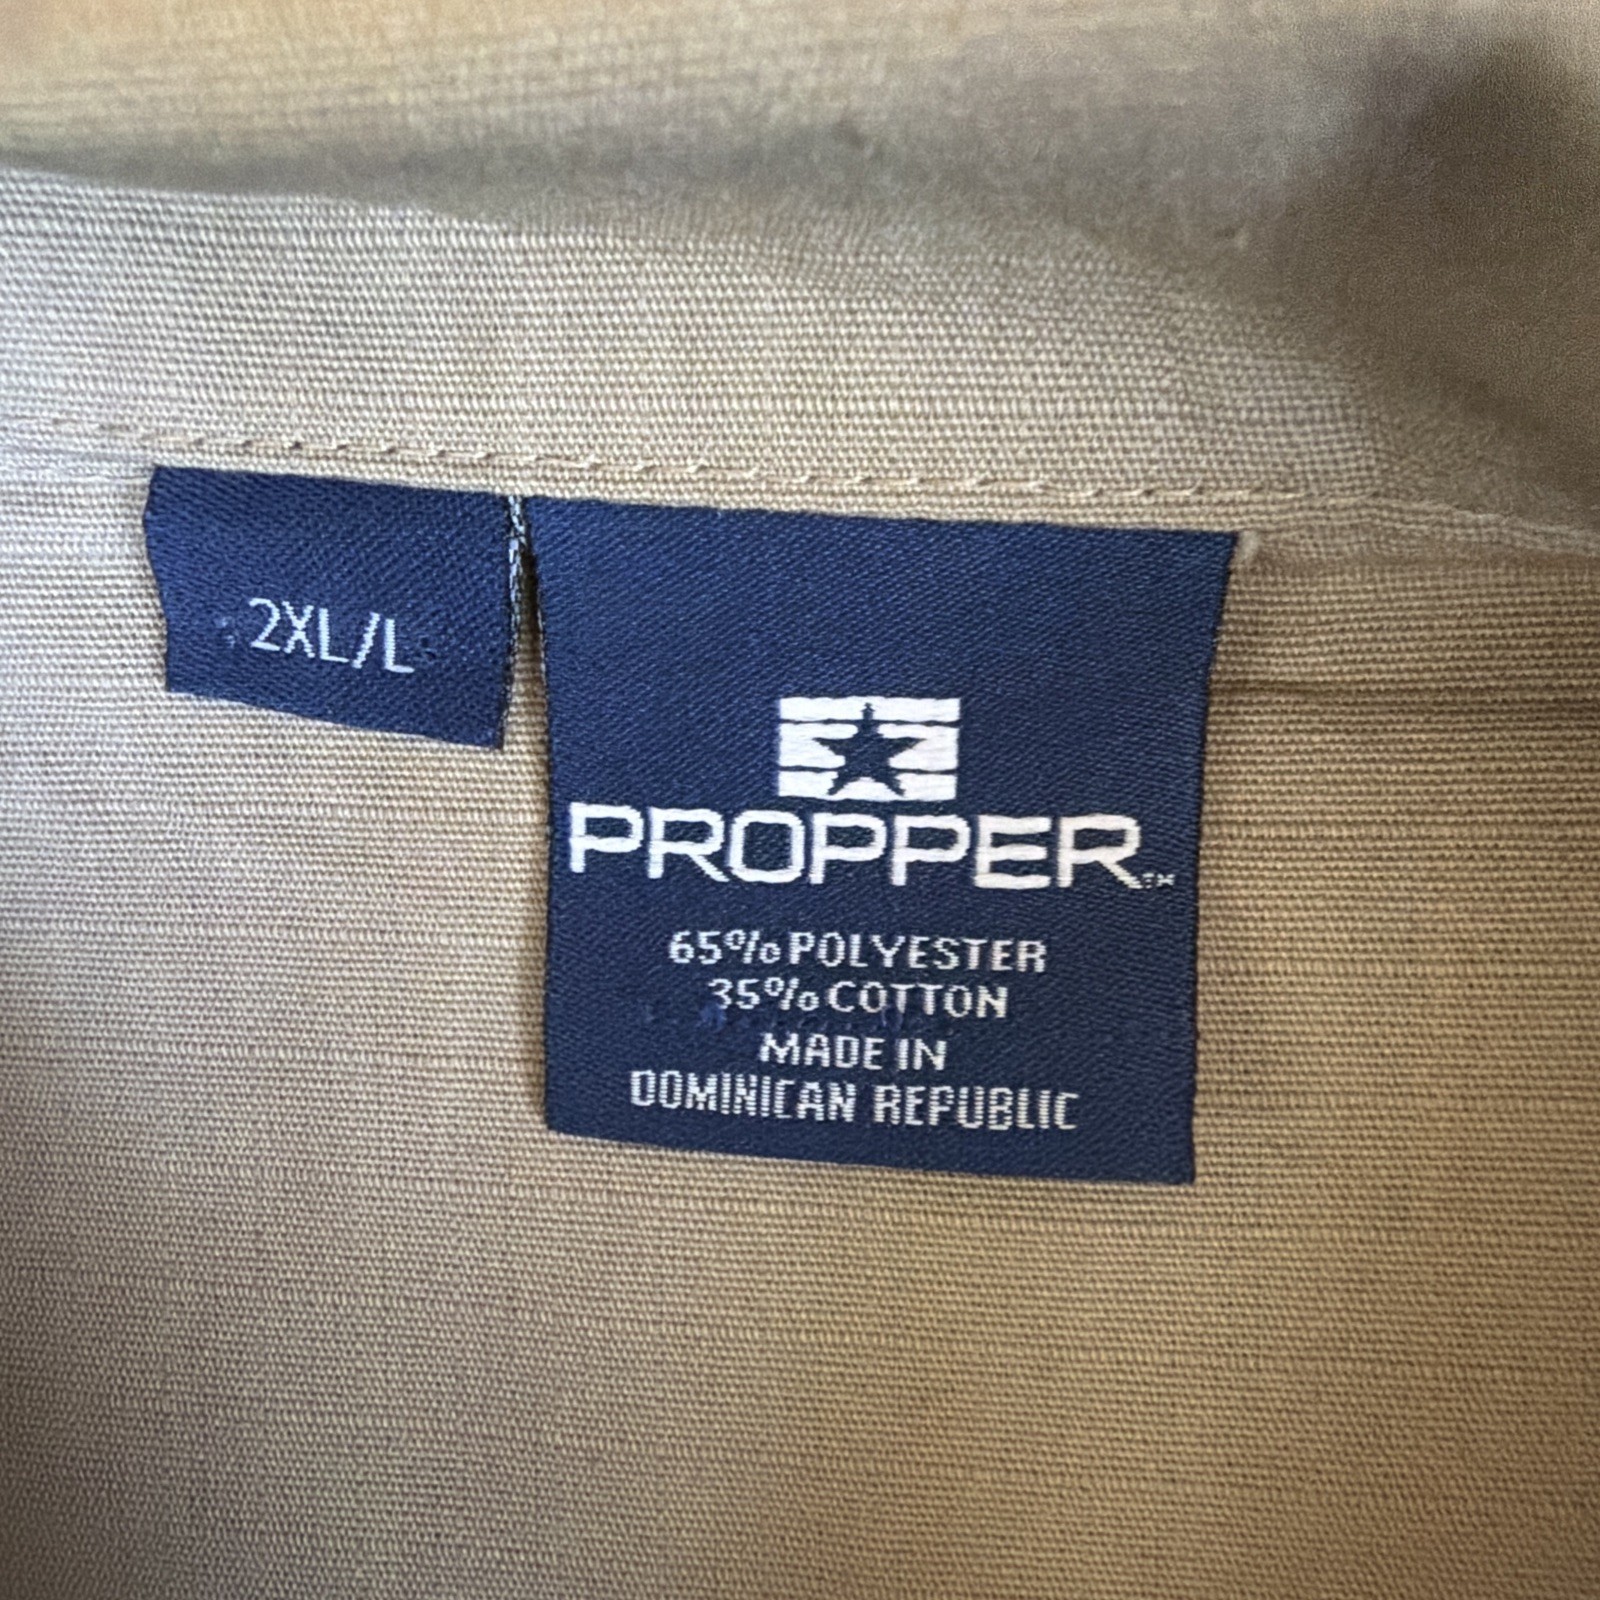 2XL/L
PROPPER
65% POLYESTER
35% COTTON
MADE IN
DOMINICAN REPUBLIC